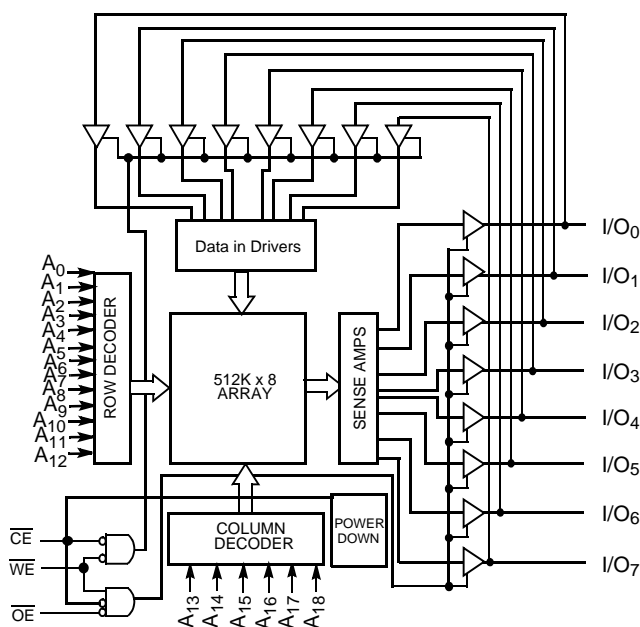 Data in Drivers
I/O0
I/O1
I/O2
I/O3
I/O4
I/O5
I/O6
I/O7
A0
A1
A2
A3
A4
A5
A6
A7
A8
A9
A10
A11
A12
ROW DECODER
512K x 8
ARRAY
SENSE AMPS
COLUMN
DECODER
POWER
DOWN
CE
WE
OE
A13
A14
A15
A16
A17
A18